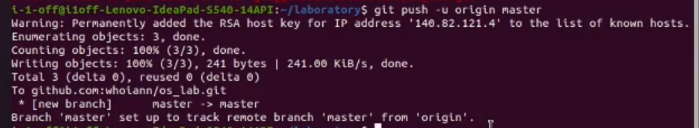 i-1-off@i1off-Lenovo-IdeaPad-S540-14API:~/laboratory$ git push -u origin master
Warning: Permanently added the RSA host key for IP address '140.82.121.4' to the list of known hosts.
Enumerating objects: 3, done.
Counting objects: 100% (3/3), done.
Writing objects: 100% (3/3), 241 bytes | 241.00 KiB/s, done.
Total 3 (delta 0), reused 0 (delta 0)
To github.com:whoiann/os_lab.git
 * [new branch]      master -> master
Branch 'master' set up to track remote branch 'master' from 'origin'.